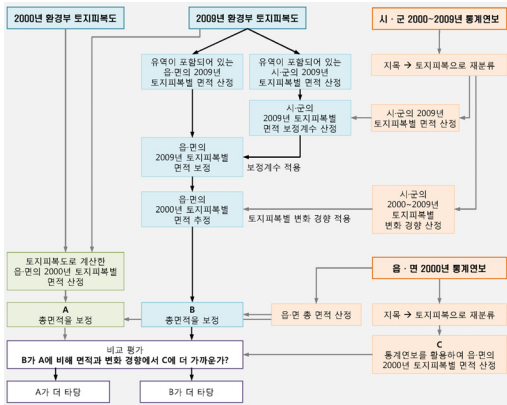 2000년 환경부 토지피복도
2009년 환경부 토지피복도
시 · 군 2000~2009년 통계연보
유역이 포함되어 있는
읍·면의 2009년
토지피복별 면적 산정
유역이 포함되어 있는
시·군의 2009년
토지피복별 면적 산정
지목 → 토지피복으로 재분류
시·군의
2009년 토지피복별
면적 보정계수 산정
시·군의 2009년
토지피복별 면적 산정
읍·면의
2009년 토지피복별
면적 보정
보정계수 적용
읍·면의
2000년 토지피복별
면적 추정
토지피복별 변화 경향 적용
시·군의
2000~2009년
토지피복별
변화 경향 산정
토지피복도로 계산한
읍·면의 2000년 토지피복별
면적 산정
읍 · 면 2000년 통계연보
A
총면적을 보정
B
총면적을 보정
읍·면 총 면적 산정
지목 → 토지피복으로 재분류
비교 평가
B가 A에 비해 면적과 변화 경향에서 C에 더 가까운가?
C
통계연보를 활용하여 읍·면의
2000년 토지피복별 면적 산정
A가 더 타당
B가 더 타당